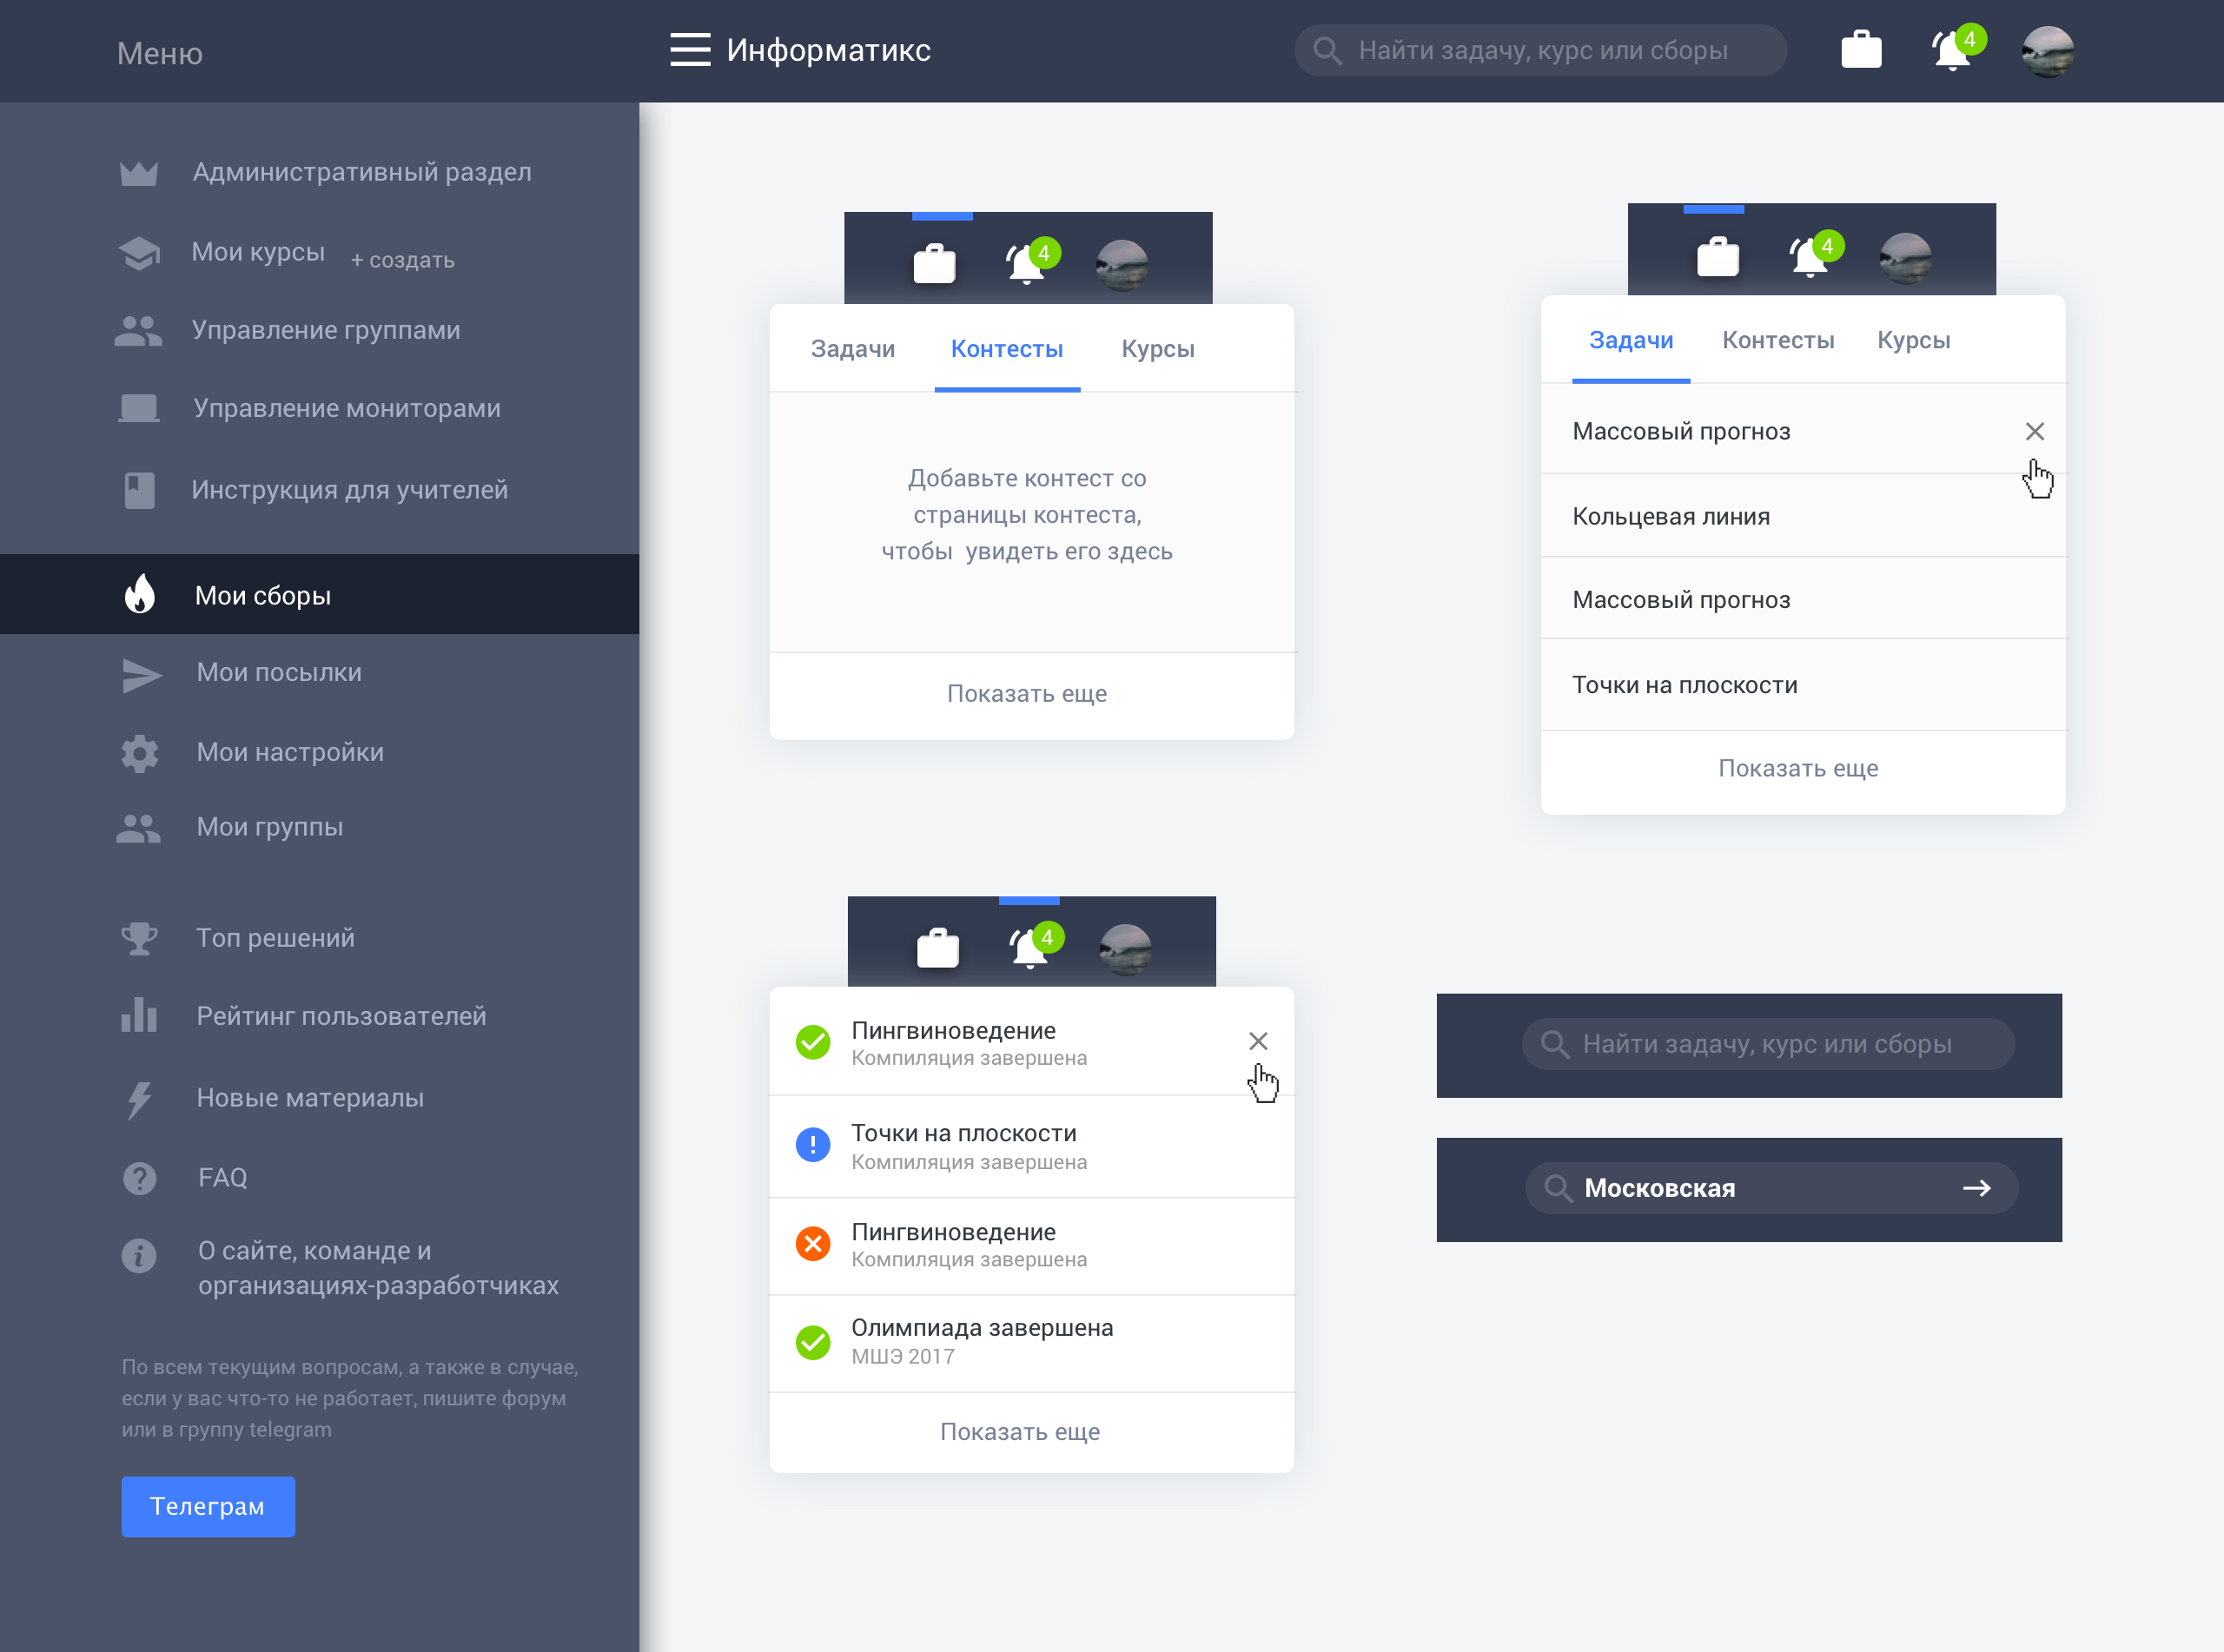 Меню
Информатикс
Найти задачу, курс или сборы
4
Административный раздел
Мои курсы + создать
Управление группами
Управление мониторами
Инструкция для учителей
Мои сборы
Мои посылки
Мои настройки
Мои группы
Топ решений
Рейтинг пользователей
Новые материалы
FAQ
О сайте, команде и
организациях-разработчиках
По всем текущим вопросам, а также в случае,
если у вас что-то не работает, пишите форум
или в группу telegram
Телеграм
4
Задачи Контесты Курсы
Добавьте контест со
страницы контеста,
чтобы увидеть его здесь
Показать еще
4
Задачи Контесты Курсы
Массовый прогноз
Кольцевая линия
Массовый прогноз
Точки на плоскости
Показать еще
4
Пингвиноведение
Компиляция завершена
Точки на плоскости
Компиляция завершена
Пингвиноведение
Компиляция завершена
Олимпиада завершена
МШЭ 2017
Показать еще
Найти задачу, курс или сборы
Московская